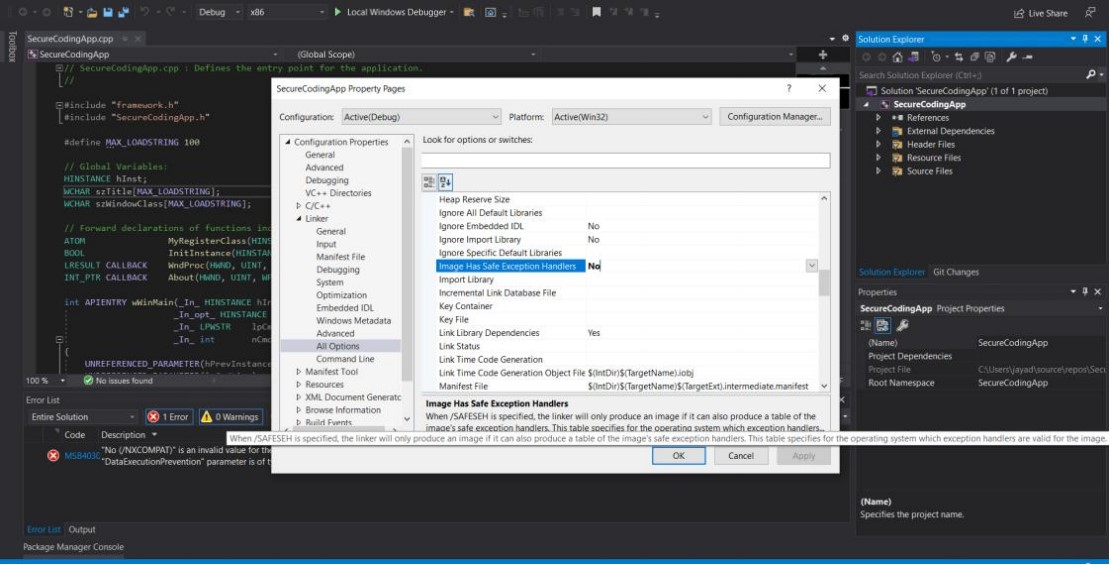 Debug x86 Local Windows Debugger Live Share
Toolbox
SecureCodingApp.cpp
SecureCodingApp (Global Scope)
// SecureCodingApp.cpp : Defines the entry point for the application.
//
#include "framework.h"
#include "SecureCodingApp.h"
#define MAX_LOADSTRING 100
// Global Variables:
HINSTANCE hInst;
WCHAR szTitle[MAX_LOADSTRING];
WCHAR szWindowClass[MAX_LOADSTRING];
// Forward declarations of functions inc
ATOM MyRegisterClass(HINS
BOOL InitInstance(HINSTAN
LRESULT CALLBACK WndProc(HWND, UINT,
INT_PTR CALLBACK About(HWND, UINT, WP
int APIENTRY wWinMain(_In_ HINSTANCE hIn
_In_opt_ HINSTANCE
_In_ LPWSTR lpCm
_In_ int nCmd
{
UNREFERENCED_PARAMETER(hPrevInstance
100 % No issues found
SecureCodingApp Property Pages ? X
Configuration: Active(Debug) Platform: Active(Win32) Configuration Manager...
Configuration Properties
General
Advanced
Debugging
VC++ Directories
C/C++
Linker
General
Input
Manifest File
Debugging
System
Optimization
Embedded IDL
Windows Metadata
Advanced
All Options
Command Line
Manifest Tool
Resources
XML Document Generatc
Browse Information
Build Events
Look for options or switches:
Heap Reserve Size
Ignore All Default Libraries
Ignore Embedded IDL No
Ignore Import Library No
Ignore Specific Default Libraries
Image Has Safe Exception Handlers No
Import Library
Incremental Link Database File
Key Container
Key File
Link Library Dependencies Yes
Link Status
Link Time Code Generation
Link Time Code Generation Object File $(IntDir)$(TargetName).iobj
Manifest File $(IntDir)$(TargetName)$(TargetExt).intermediate.manifest
Image Has Safe Exception Handlers
When /SAFESEH is specified, the linker will only produce an image if it can also produce a table of the
image's safe exception handlers. This table specifies for the operating system which exception handlers...
When /SAFESEH is specified, the linker will only produce an image if it can also produce a table of the image's safe exception handlers. This table specifies for the operating system which exception handlers are valid for the image.
OK Cancel Apply
Error List
Entire Solution 1 Error 0 Warnings
Code Description
"No (/NXCOMPAT)" is an invalid value for the
"DataExecutionPrevention" parameter is of t
Error List Output
Package Manager Console
Solution Explorer
Search Solution Explorer (Ctrl+;)
Solution 'SecureCodingApp' (1 of 1 project)
SecureCodingApp
References
External Dependencies
Header Files
Resource Files
Source Files
Solution Explorer Git Changes
Properties
SecureCodingApp Project Properties
(Name) SecureCodingApp
Project Dependencies
Project File C:\Users\jayad\source\repos\Secu
Root Namespace SecureCodingApp
(Name)
Specifies the project name.